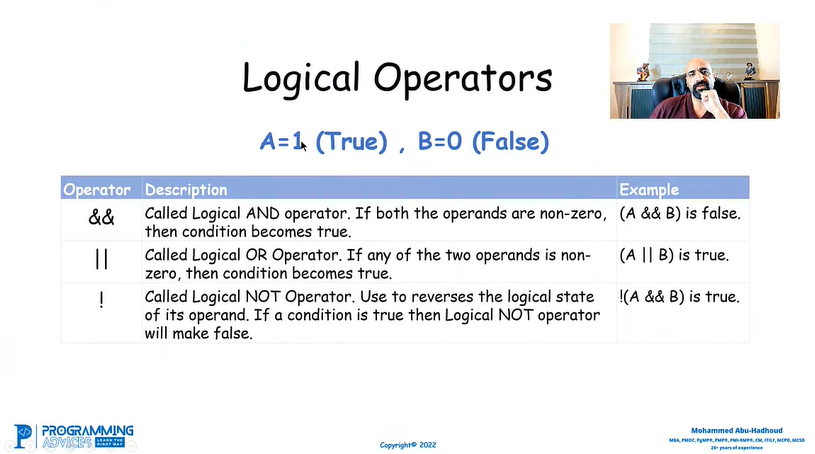 Logical Operators
A=1 (True) , B=0 (False)
Operator Description Example
&& Called Logical AND operator. If both the operands are non-zero, (A && B) is false.
then condition becomes true.
|| Called Logical OR Operator. If any of the two operands is non- (A || B) is true.
zero, then condition becomes true.
! Called Logical NOT Operator. Use to reverses the logical state !(A && B) is true.
of its operand. If a condition is true then Logical NOT operator
will make false.
PROGRAMMING
ADVICES LEARN THE RIGHT WAY
Copyright© 2022
Mohammed Abu-Hadhoud
MBA, PMOC, PgMP®, PMP®, PMI-RMP®, CM, ITILF, MCPD, MCSD
26+ years of experience